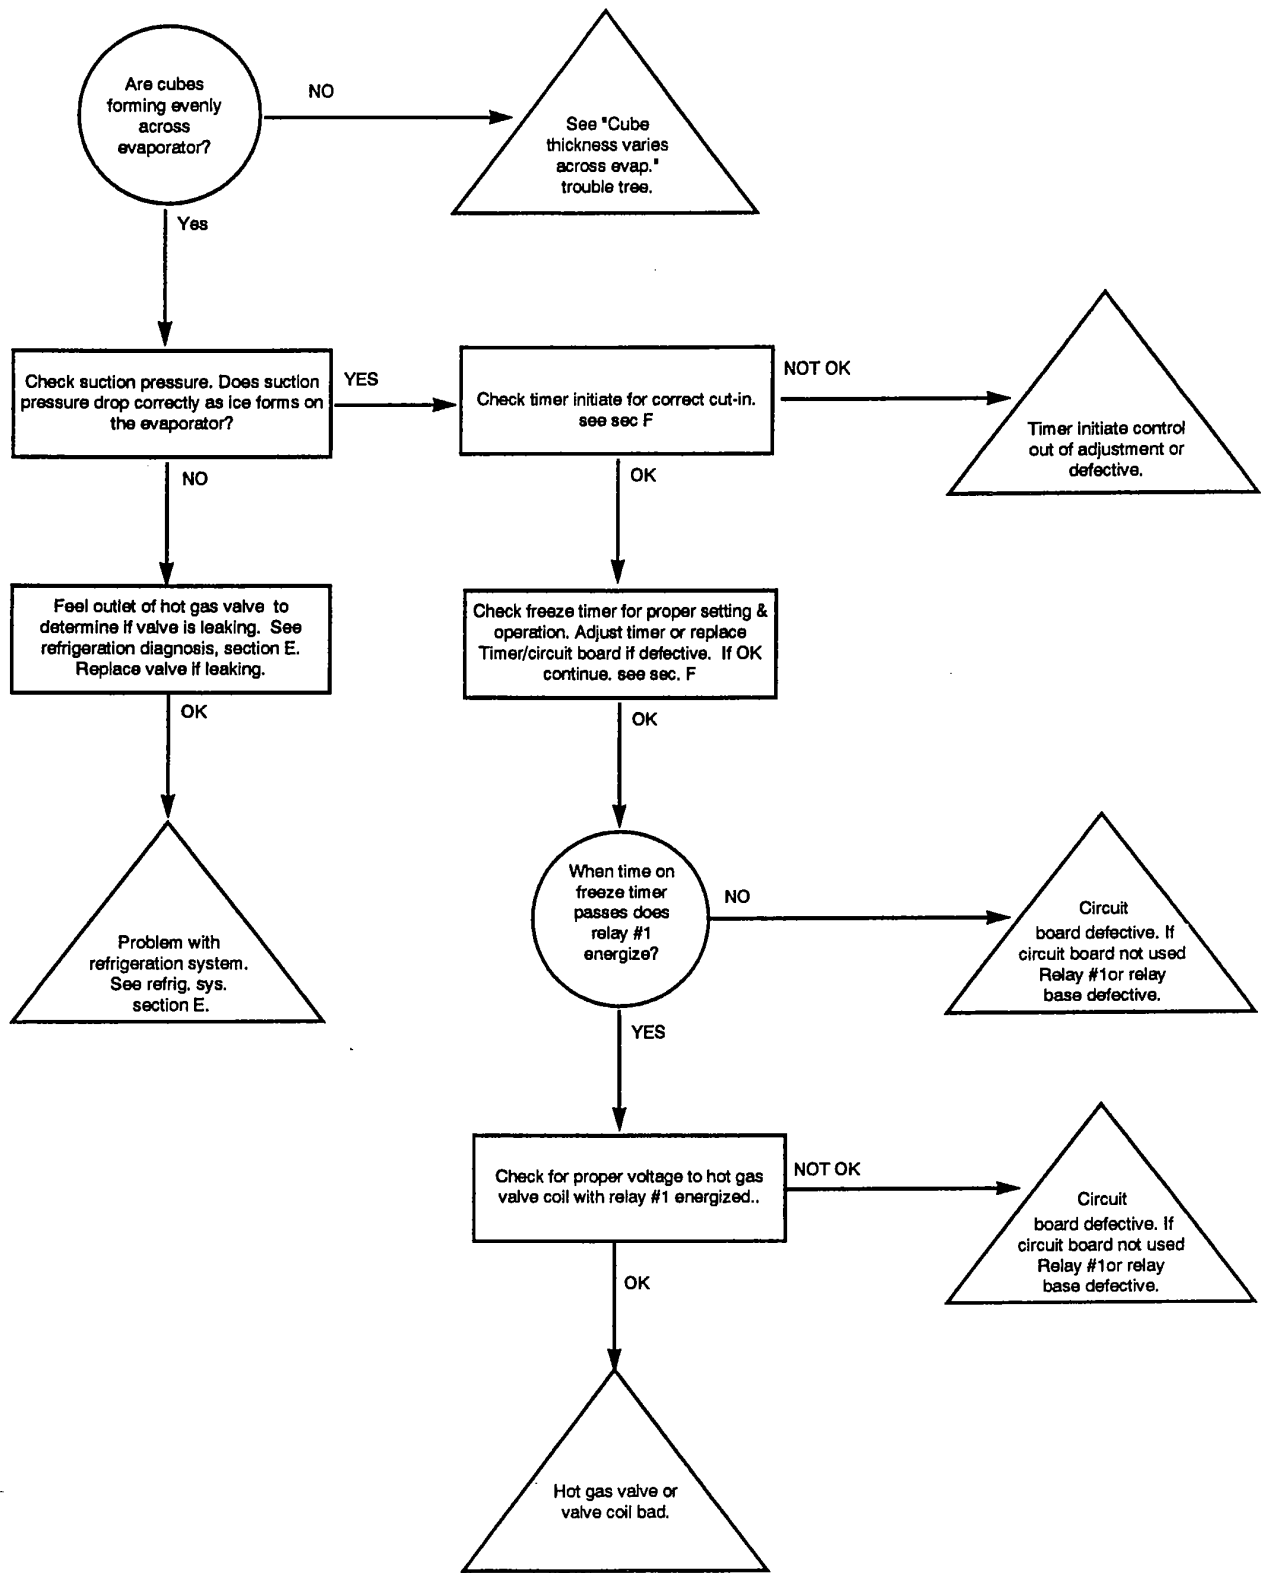 Are cubes
forming evenly
across
evaporator?
NO
See "Cube
thickness varies
across evap."
trouble tree.
Yes
Check suction pressure. Does suction
pressure drop correctly as ice forms on
the evaporator?
YES
Check timer initiate for correct cut-in.
see sec F
NOT OK
Timer initiate control
out of adjustment or
defective.
NO
OK
Feel outlet of hot gas valve to
determine if valve is leaking. See
refrigeration diagnosis, section E.
Replace valve if leaking.
Check freeze timer for proper setting &
operation. Adjust timer or replace
Timer/circuit board if defective. If OK
continue. see sec. F
OK
OK
Problem with
refrigeration system.
See refrig. sys.
section E.
When time on
freeze timer
passes does
relay #1
energize?
NO
Circuit
board defective. If
circuit board not used
Relay #1or relay
base defective.
YES
Check for proper voltage to hot gas
valve coil with relay #1 energized..
NOT OK
Circuit
board defective. If
circuit board not used
Relay #1or relay
base defective.
OK
Hot gas valve or
valve coil bad.